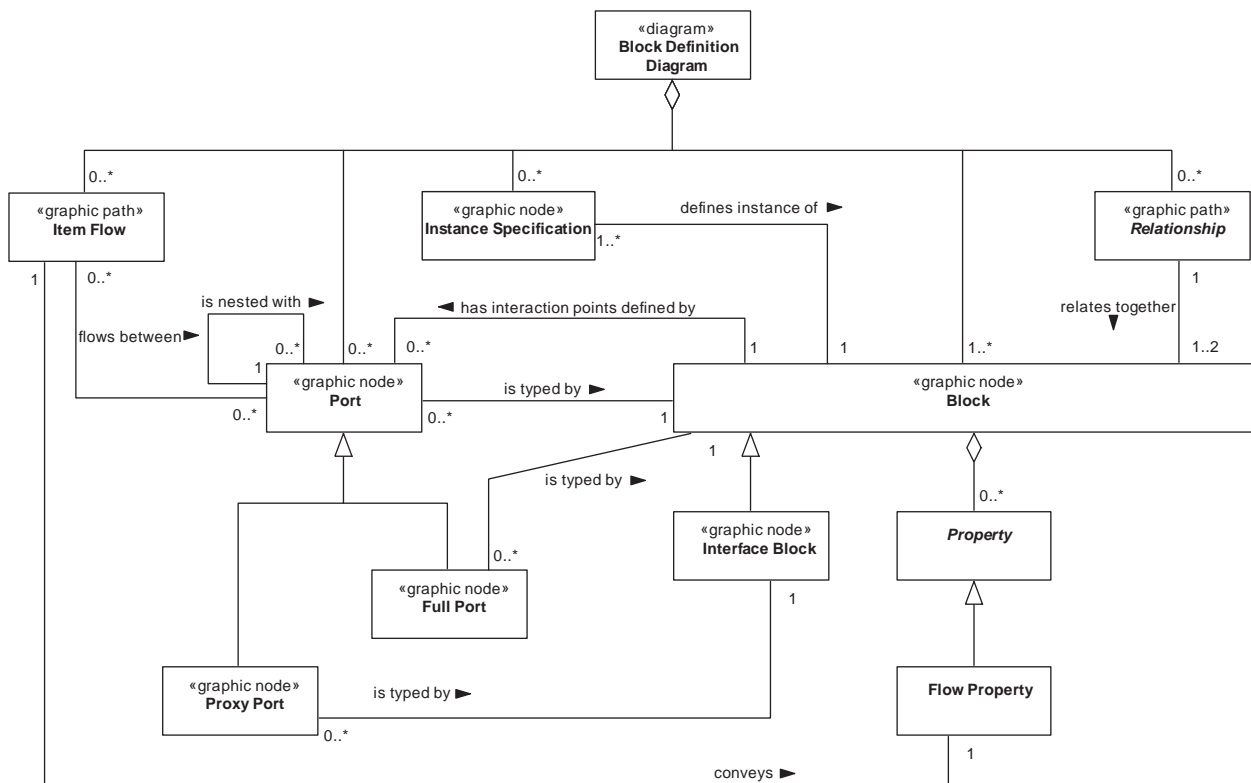 «diagram»
Block Definition
Diagram
0..*
0..*
0..*
1..*
0..*
«graphic path»
Item Flow
«graphic node»
Instance Specification
defines instance of ►
«graphic path»
Relationship
1..*
1
0..*
1
is nested with ►
◄ has interaction points defined by
relates together
▼
flows between ►
0..*
0..*
0..*
1
1
1..*
1..2
1
«graphic node»
Port
is typed by ►
«graphic node»
Block
0..*
0..*
1
1
is typed by ►
0..*
«graphic node»
Interface Block
Property
0..*
«graphic node»
Full Port
1
«graphic node»
Proxy Port
is typed by ►
Flow Property
0..*
1
conveys ►